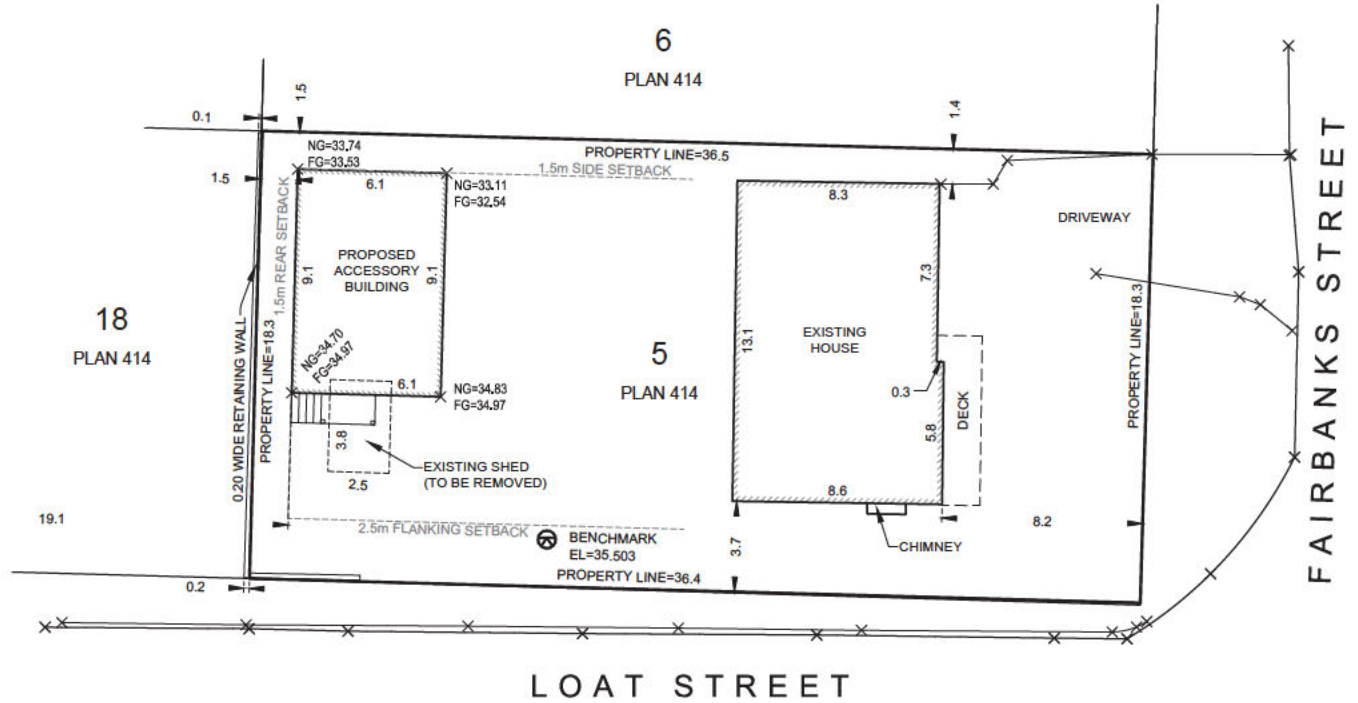 6
PLAN 414
1.5
1.4
0.1
NG=33.74
FG=33.53
PROPERTY LINE=36.5
1.5m SIDE SETBACK
1.5
6.1
NG=33.11
FG=32.54
8.3
DRIVEWAY
1.5m REAR SETBACK
9.1
PROPOSED
ACCESSORY
BUILDING
9.1
7.3
FAIRBANKS STREET
18
PLAN 414
0.20 WIDE RETAINING WALL
PROPERTY LINE=18.3
NG=34.70
FG=34.97
5
PLAN 414
13.1
EXISTING
HOUSE
PROPERTY LINE=18.3
6.1
NG=34.83
FG=34.97
0.3
DECK
3.8
5.8
EXISTING SHED
(TO BE REMOVED)
2.5
8.6
19.1
2.5m FLANKING SETBACK
BENCHMARK
EL=35.503
3.7
CHIMNEY
8.2
PROPERTY LINE=36.4
0.2
LOAT STREET